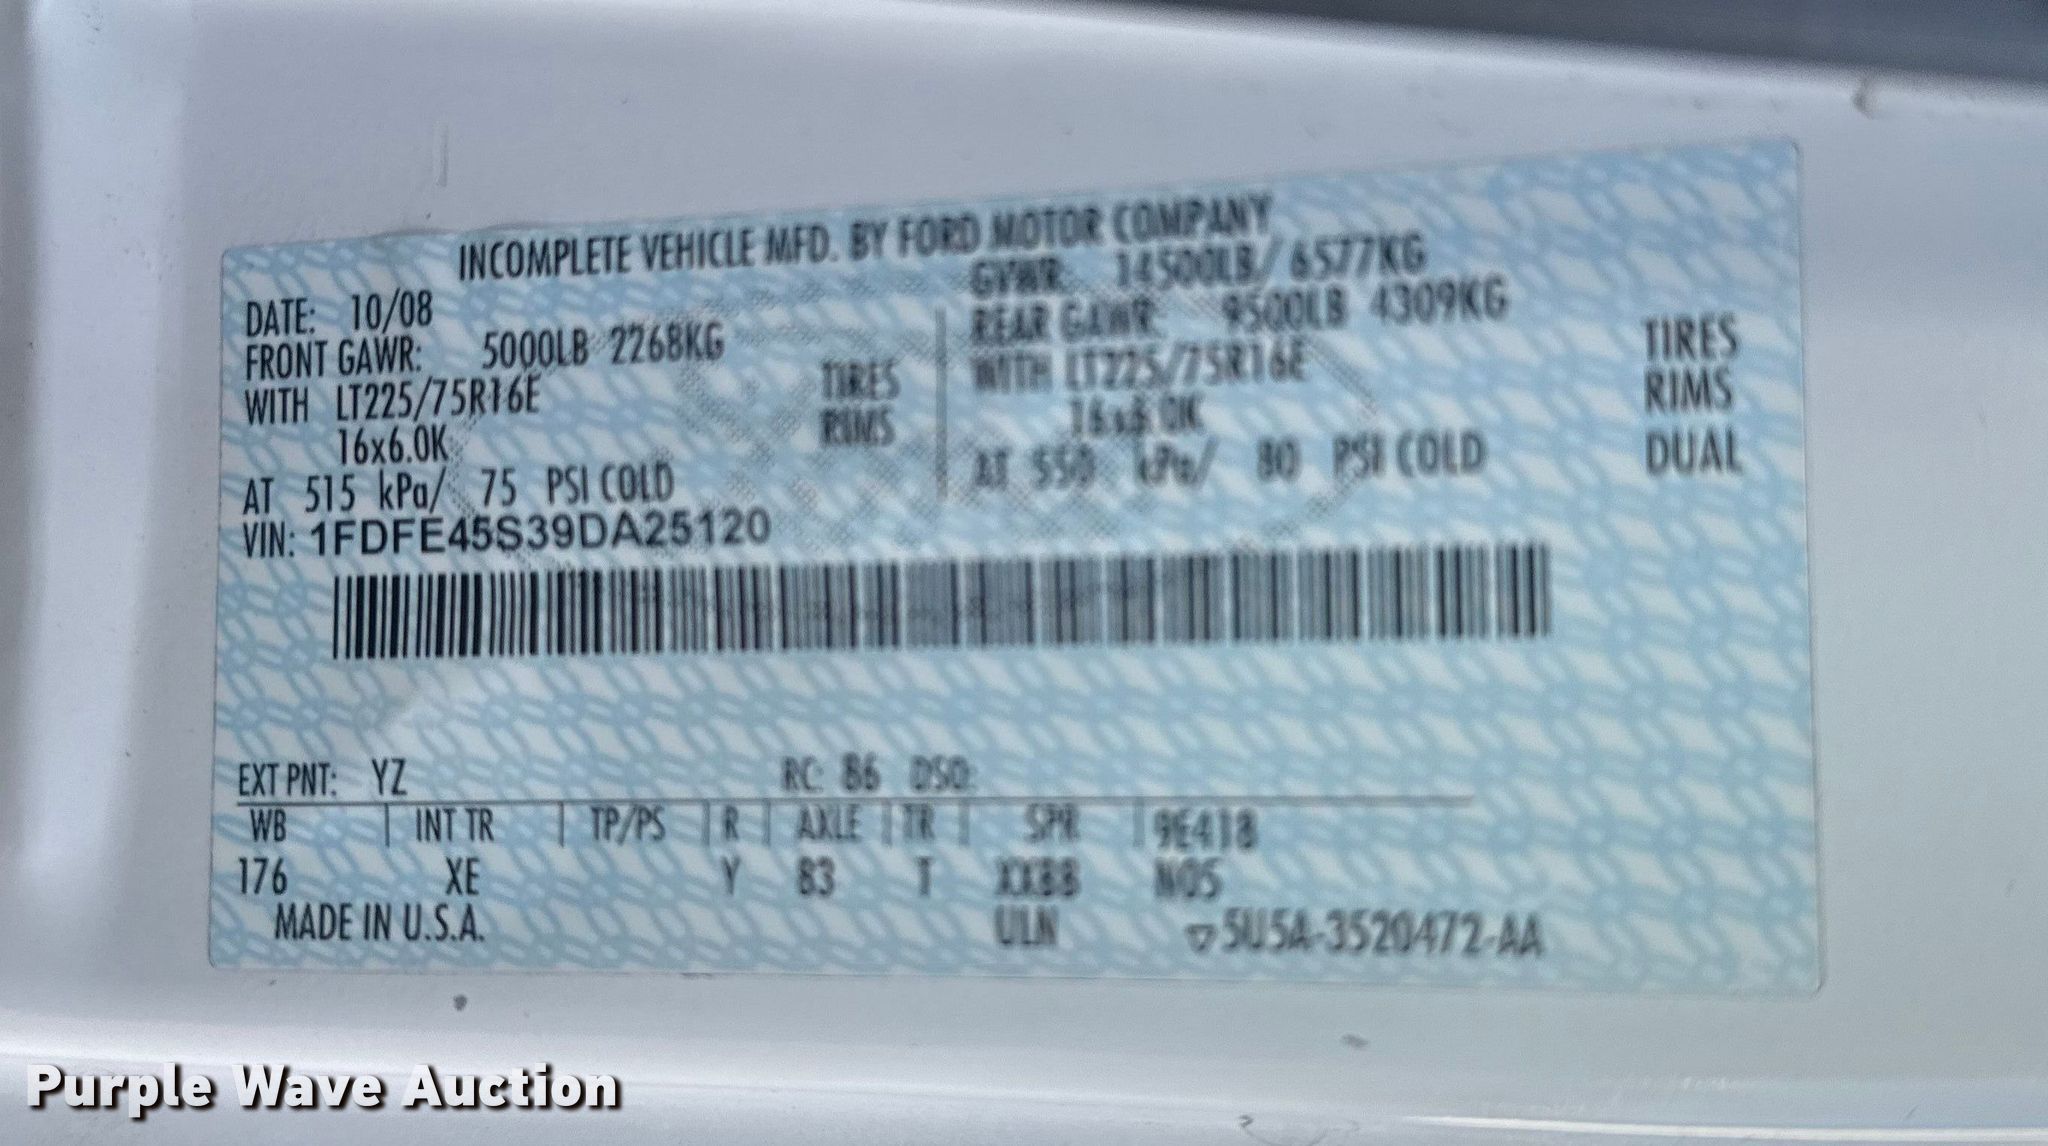 INCOMPLETE VEHICLE MFD. BY FORD MOTOR COMPANY
DATE: 10/08
GVWR: 14500LB/ 6577KG
FRONT GAWR: 5000LB 2268KG
REAR GAWR: 9500LB 4309KG
WITH LT225/75R16E TIRES
WITH LT225/75R16E TIRES
16x6.0K RIMS
16x6.0K RIMS
AT 515 kPa/ 75 PSI COLD
AT 550 kPa/ 80 PSI COLD DUAL
VIN: 1FDFE45S39DA25120
EXT PNT: YZ RC: B6 DSO:
WB | INT TR | TP/PS | R | AXLE | TR | SPR | 9E418
176 XE Y 83 T XXBB NOS
MADE IN U.S.A. ULN ▽5U5A-3520472-AA
Purple Wave Auction